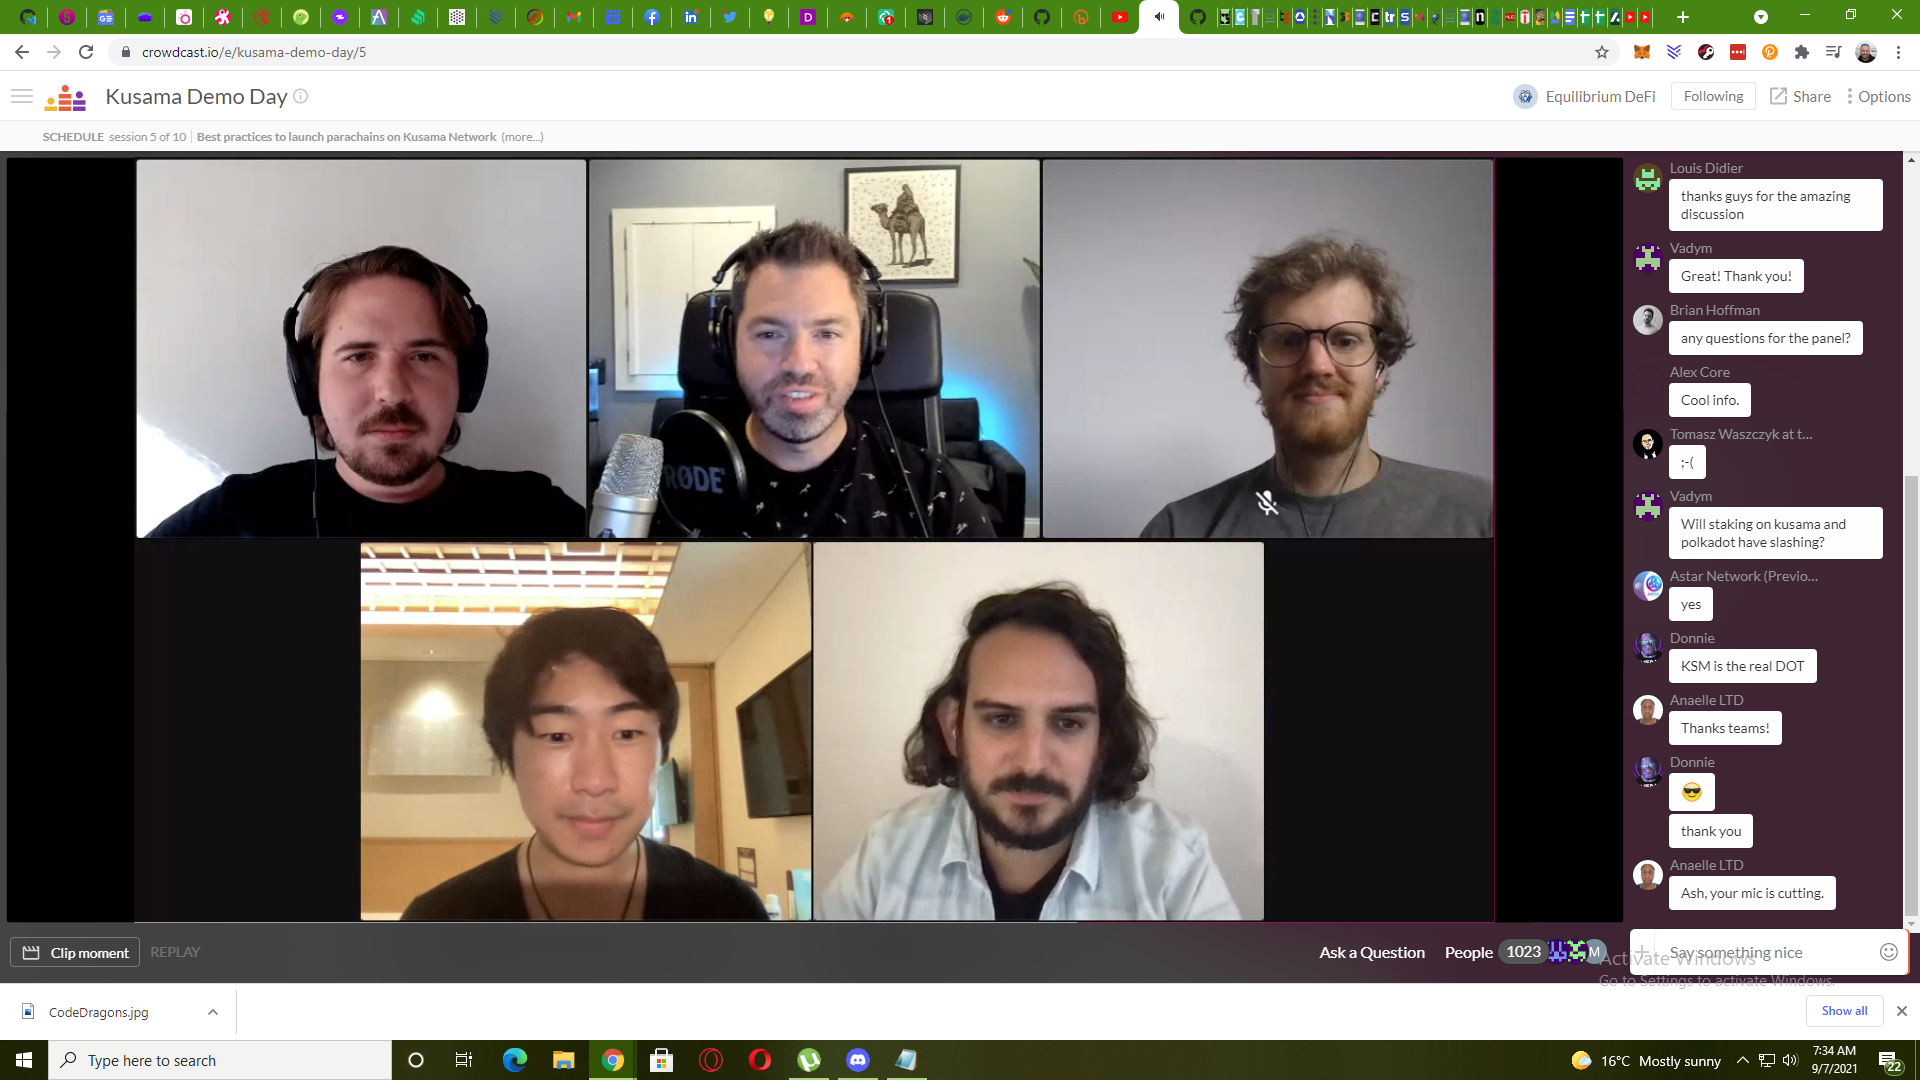 crowdcast.io/e/kusama-demo-day/5
Kusama Demo Day
Equilibrium DeFi
Following
Share
Options
SCHEDULE session 5 of 10 Best practices to launch parachains on Kusama Network (more...)
RØDE
Louis Didier
thanks guys for the amazing
discussion
Vadym
Great! Thank you!
Brian Hoffman
any questions for the panel?
Alex Core
Cool info.
Tomasz Waszczyk at t...
;-(
Vadym
Will staking on kusama and
polkadot have slashing?
Astar Network (Previo...
yes
Donnie
KSM is the real DOT
Anaelle LTD
Thanks teams!
Donnie
😎
thank you
Anaelle LTD
Ash, your mic is cutting.
Clip moment
REPLAY
Ask a Question
People 1023
M
Say something nice
Activate Windows
Go to Settings to activate Windows.
CodeDragons.jpg
Show all
Type here to search
16°C Mostly sunny
7:34 AM
9/7/2021
22